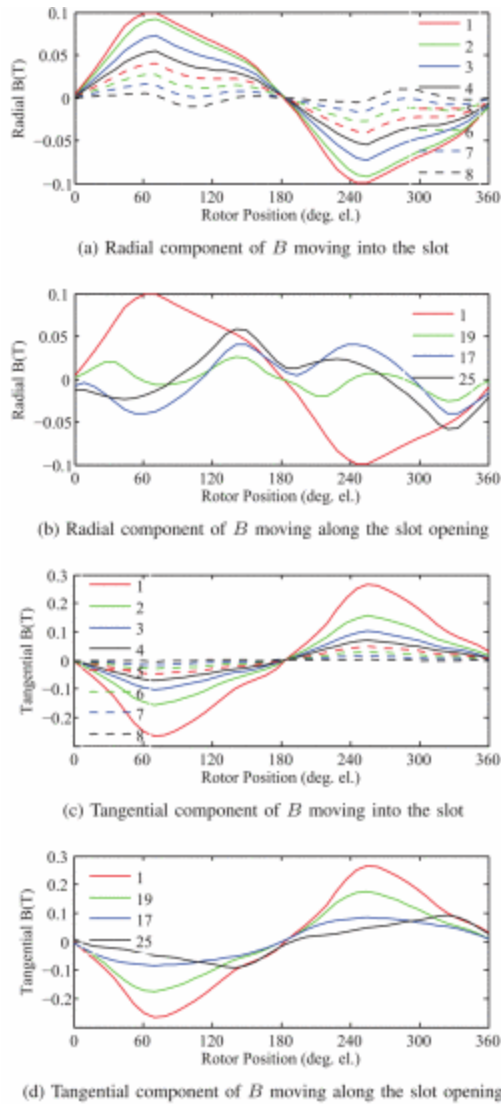 0.1
1
2
0.05
3
4
0
5
6
−0.05
7
8
−0.1
0 60 120 180 240 300 360
Radial B(T)
Rotor Position (deg. el.)
(a) Radial component of B moving into the slot
0.1
1
19
0.05
17
25
0
−0.05
−0.1
0 60 120 180 240 300 360
Radial B(T)
Rotor Position (deg. el.)
(b) Radial component of B moving along the slot opening
0.3
1
0.2
2
3
0.1
4
0
5
6
−0.1
7
−0.2
8
0 60 120 180 240 300 360
Tangential B(T)
Rotor Position (deg. el.)
(c) Tangential component of B moving into the slot
0.3
1
0.2
19
0.1
17
25
0
−0.1
−0.2
0 60 120 180 240 300 360
Tangential B(T)
Rotor Position (deg. el.)
(d) Tangential component of B moving along the slot opening